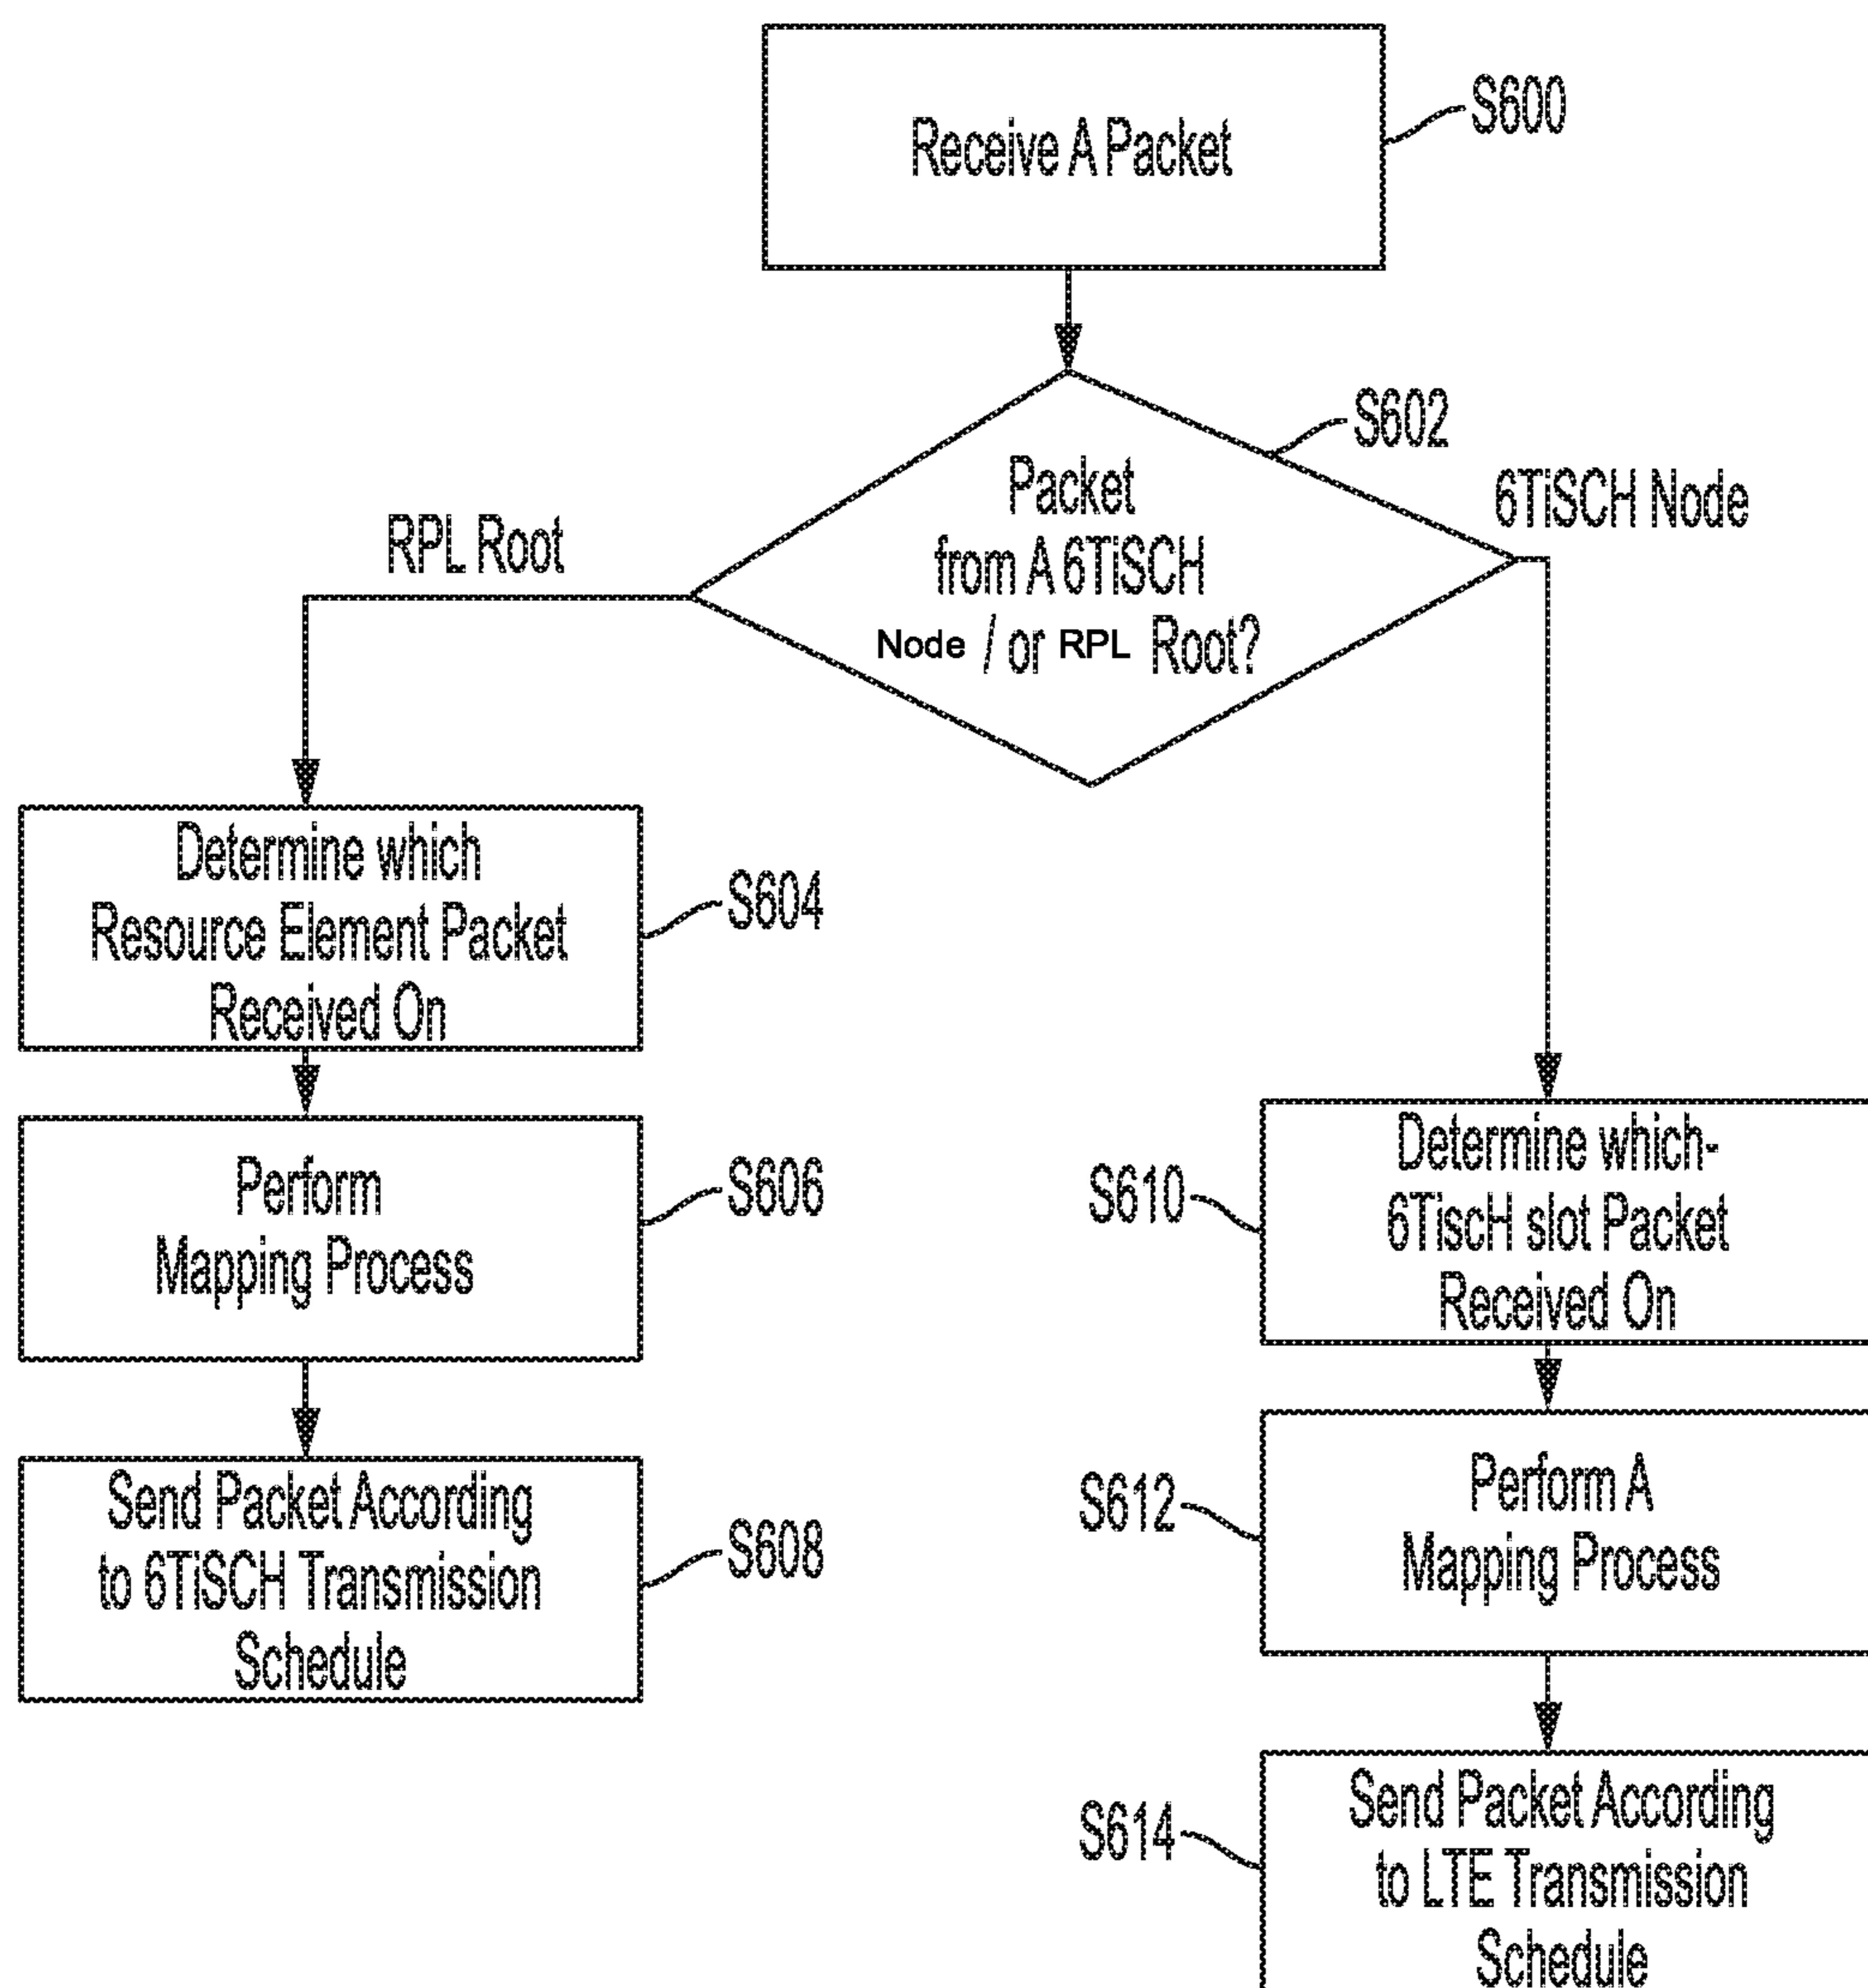 Receive A Packet
S600
S602
Packet
from A 6TiSCH
Node / or RPL Root?
RPL Root
6TiSCH Node
Determine which
Resource Element Packet
Received On
S604
Perform
Mapping Process
S606
Send Packet According
to 6TiSCH Transmission
Schedule
S608
S610
Determine which-
6TiscH slot Packet
Received On
S612
Perform A
Mapping Process
S614
Send Packet According
to LTE Transmission
Schedule